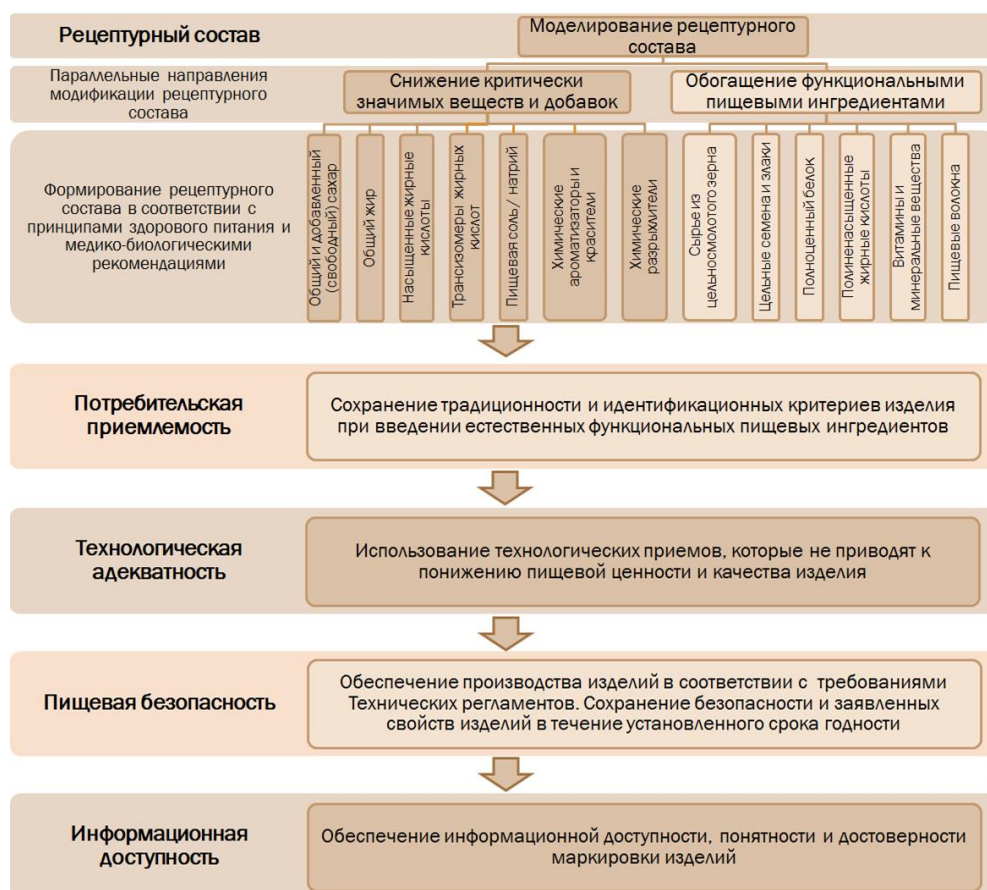 Рецептурный состав
Моделирование рецептурного
состава
Параллельные направления
модификации рецептурного
состава
Снижение критически
значимых веществ и добавок
Обогащение функциональными
пищевыми ингредиентами
Формирование рецептурного
состава в соответствии с
принципами здорового питания и
медико-биологическими
рекомендациями
Общий и добавленный
(свободный) сахар
Общий жир
Насыщенные жирные
кислоты
Трансизомеры жирных
кислот
Пищевая соль/ натрий
Химические
ароматизаторы и
красители
Химические
разрыхлители
Сырье из
цельносмолотого зерна
Цельные семена и злаки
Полноценный белок
Полиненасыщенные
жирные кислоты
Витамины и
минеральные вещества
Пищевые волокна
Потребительская
приемлемость
Сохранение традиционности и идентификационных критериев изделия
при введении естественных функциональных пищевых ингредиентов
Технологическая
адекватность
Использование технологических приемов, которые не приводят к
понижению пищевой ценности и качества изделия
Пищевая безопасность
Обеспечение производства изделий в соответствии с требованиями
Технических регламентов. Сохранение безопасности и заявленных
свойств изделий в течение установленного срока годности
Информационная
доступность
Обеспечение информационной доступности, понятности и достоверности
маркировки изделий